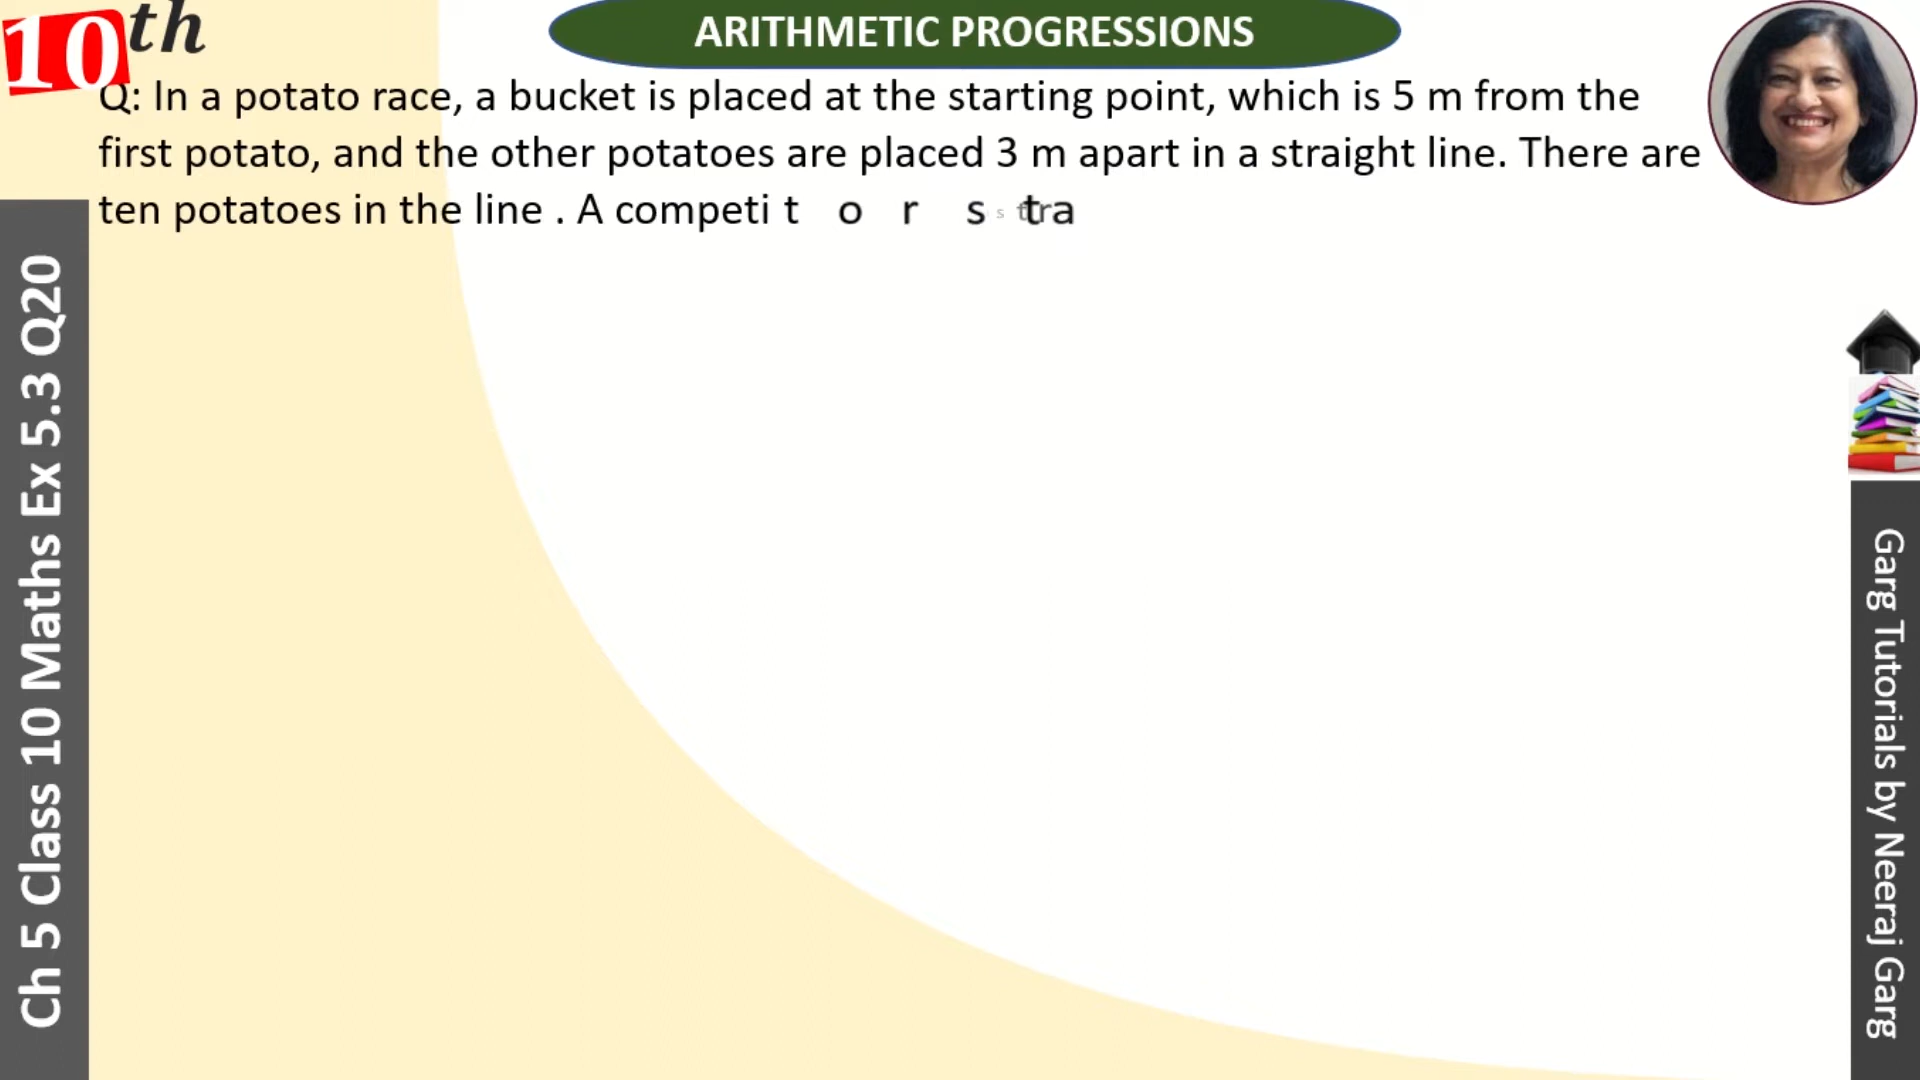 10th
ARITHMETIC PROGRESSIONS
Q: In a potato race, a bucket is placed at the starting point, which is 5 m from the
first potato, and the other potatoes are placed 3 m apart in a straight line. There are
ten potatoes in the line . A competitor
Ch 5 Class 10 Maths Ex 5.3 Q20
Garg Tutorials by Neeraj Garg